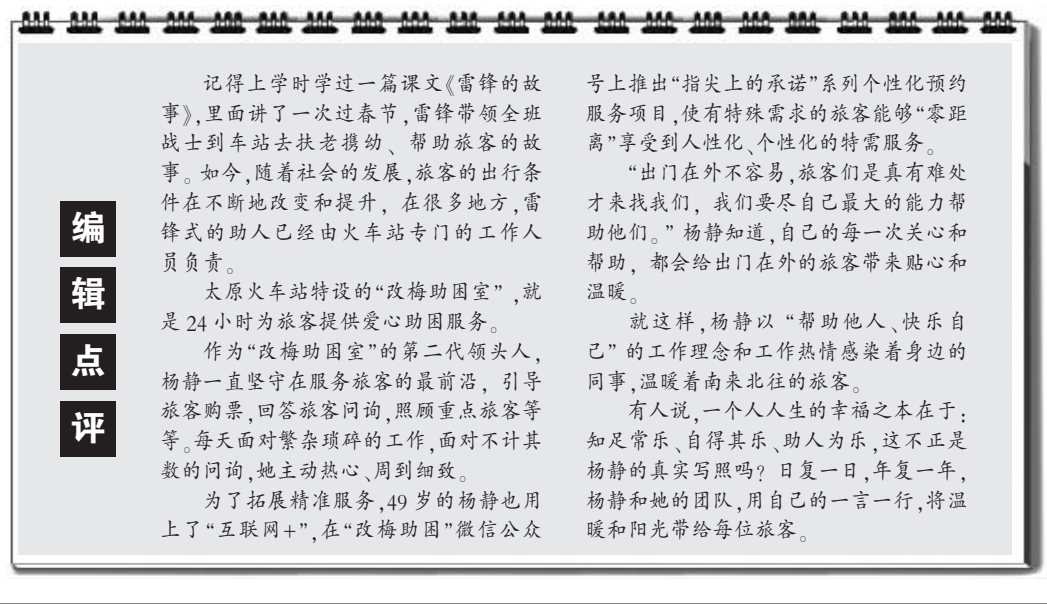 编
辑
点
评
记得上学时学过一篇课文《雷锋的故
事》,里面讲了一次过春节,雷锋带领全班
战士到车站去扶老携幼、帮助旅客的故
事。如今,随着社会的发展,旅客的出行条
件在不断地改变和提升,在很多地方,雷
锋式的助人已经由火车站专门的工作人
员负责。
太原火车站特设的“改梅助困室”,就
是24小时为旅客提供爱心助困服务。
作为“改梅助困室”的第二代领头人,
杨静一直坚守在服务旅客的最前沿,引导
旅客购票,回答旅客问询,照顾重点旅客等
等。每天面对繁杂琐碎的工作,面对不计其
数的问询,她主动热心、周到细致。
为了拓展精准服务,49岁的杨静也用
上了“互联网+”,在“改梅助困”微信公众
号上推出“指尖上的承诺”系列个性化预约
服务项目,使有特殊需求的旅客能够“零距
离”享受到人性化、个性化的特需服务。
“出门在外不容易,旅客们是真有难处
才来找我们,我们要尽自己最大的能力帮
助他们。”杨静知道,自己的每一次关心和
帮助,都会给出门在外的旅客带来贴心和
温暖。
就这样,杨静以“帮助他人、快乐自
己”的工作理念和工作热情感染着身边的
同事,温暖着南来北往的旅客。
有人说,一个人人生的幸福之本在于:
知足常乐、自得其乐、助人为乐,这不正是
杨静的真实写照吗?日复一日,年复一年,
杨静和她的团队,用自己的一言一行,将温
暖和阳光带给每位旅客。